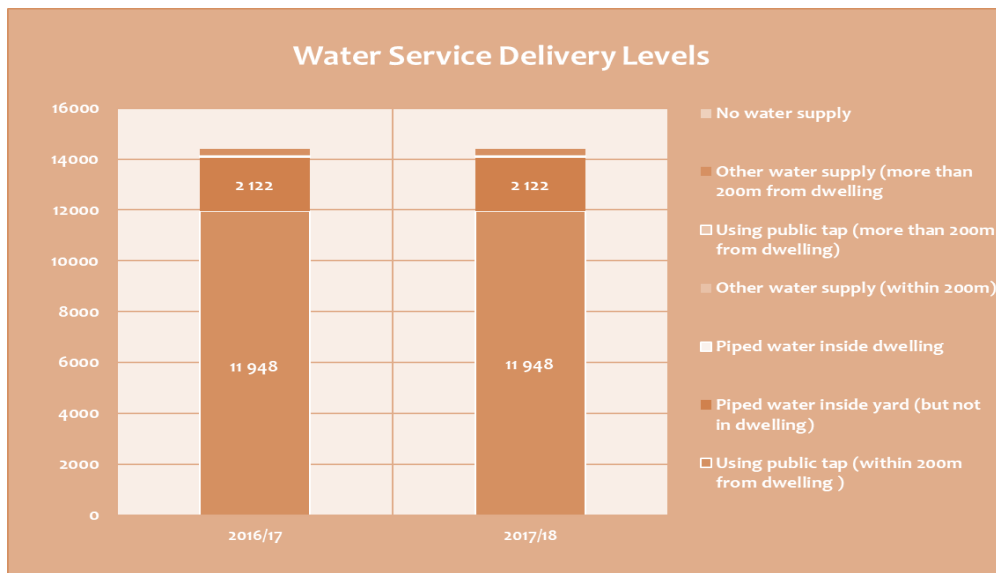 Water Service Delivery Levels
16000
14000
12000
10000
8000
6000
4000
2000
0
2 122
2 122
11 948
11 948
2016/17
2017/18
No water supply
Other water supply (more than
200m from dwelling
Using public tap (more than 200m
from dwelling)
Other water supply (within 200m)
Piped water inside dwelling
Piped water inside yard (but not
in dwelling)
Using public tap (within 200m
from dwelling )